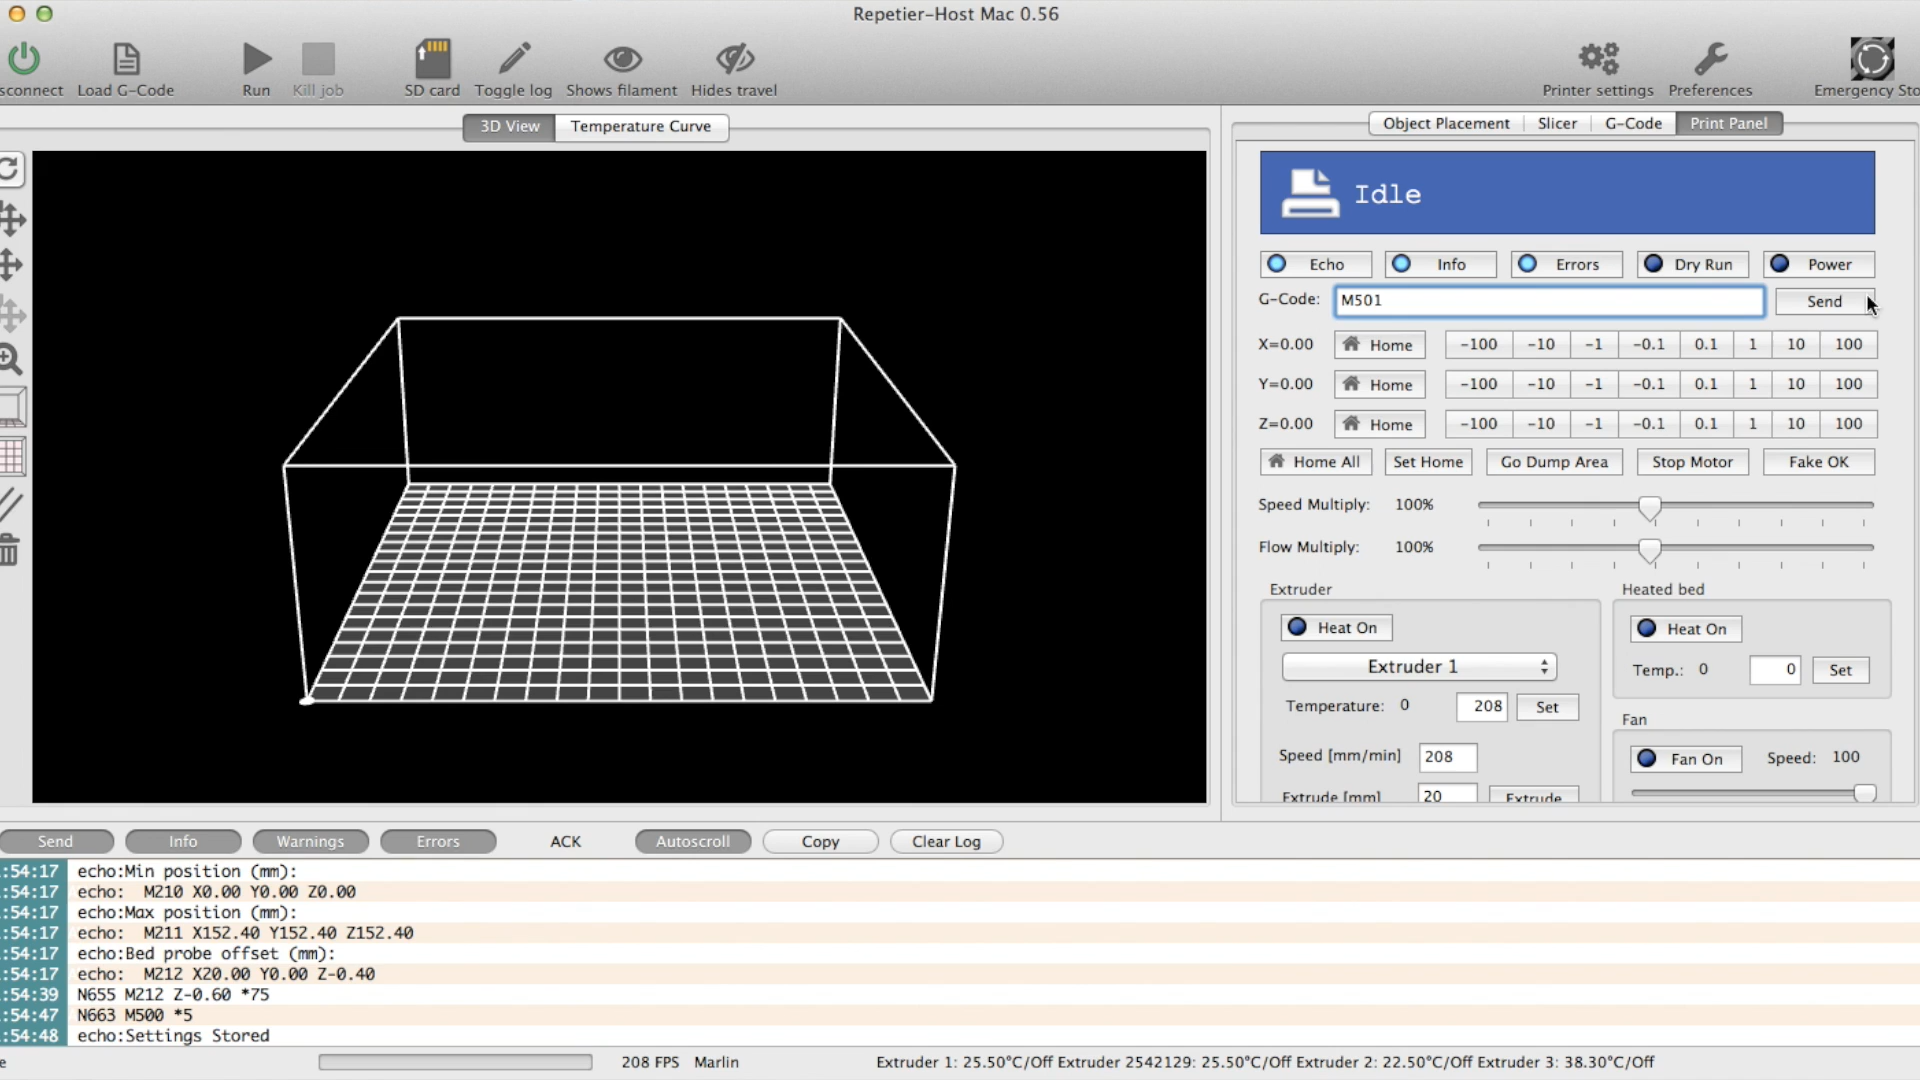 Repetier-Host Mac 0.56
sconnect Load G-Code Run Kill job SD card Toggle log Shows filament Hides travel Printer settings Preferences Emergency Sto
3D View Temperature Curve
Object Placement Slicer G-Code Print Panel
Idle
Echo Info Errors Dry Run Power
G-Code: M501 Send
X=0.00 Home -100 -10 -1 -0.1 0.1 1 10 100
Y=0.00 Home -100 -10 -1 -0.1 0.1 1 10 100
Z=0.00 Home -100 -10 -1 -0.1 0.1 1 10 100
Home All Set Home Go Dump Area Stop Motor Fake OK
Speed Multiply: 100%
Flow Multiply: 100%
Extruder Heated bed
Heat On Heat On
Extruder 1 Temp.: 0 0 Set
Temperature: 0 208 Set
Fan
Speed [mm/min] 208 Fan On Speed: 100
Extrude [mm] 20 Extrude
Send Info Warnings Errors ACK Autoscroll Copy Clear Log
:54:17 echo:Min position (mm):
:54:17 echo: M210 X0.00 Y0.00 Z0.00
:54:17 echo:Max position (mm):
:54:17 echo: M211 X152.40 Y152.40 Z152.40
:54:17 echo:Bed probe offset (mm):
:54:17 echo: M212 X20.00 Y0.00 Z-0.40
:54:39 N655 M212 Z-0.60 *75
:54:47 N663 M500 *5
:54:48 echo:Settings Stored
e 208 FPS Marlin Extruder 1: 25.50°C/Off Extruder 2542129: 25.50°C/Off Extruder 2: 22.50°C/Off Extruder 3: 38.30°C/Off